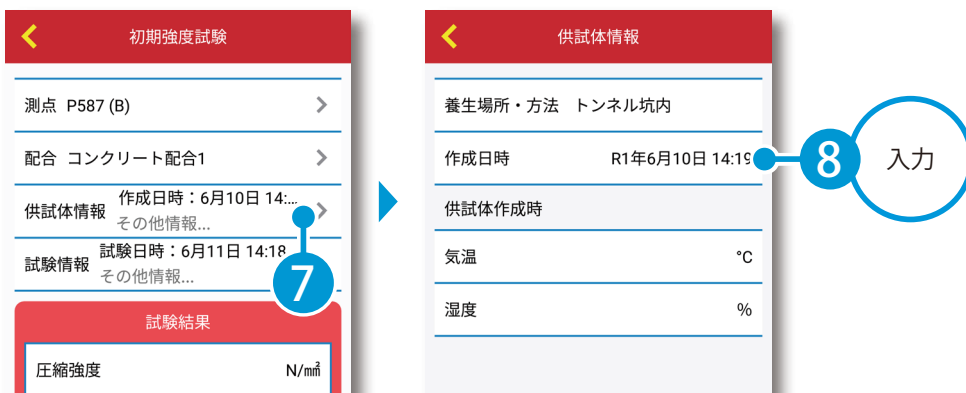 初期強度試験
測点 P587 (B)
配合 コンクリート配合1
供試体情報 作成日時：6月10日 14:...
その他情報...
試験情報 試験日時：6月11日 14:18
その他情報...
7
試験結果
圧縮強度 N/㎟
供試体情報
養生場所・方法 トンネル坑内
作成日時 R1年6月10日 14:19
供試体作成時
気温 °C
湿度 %
8
入力